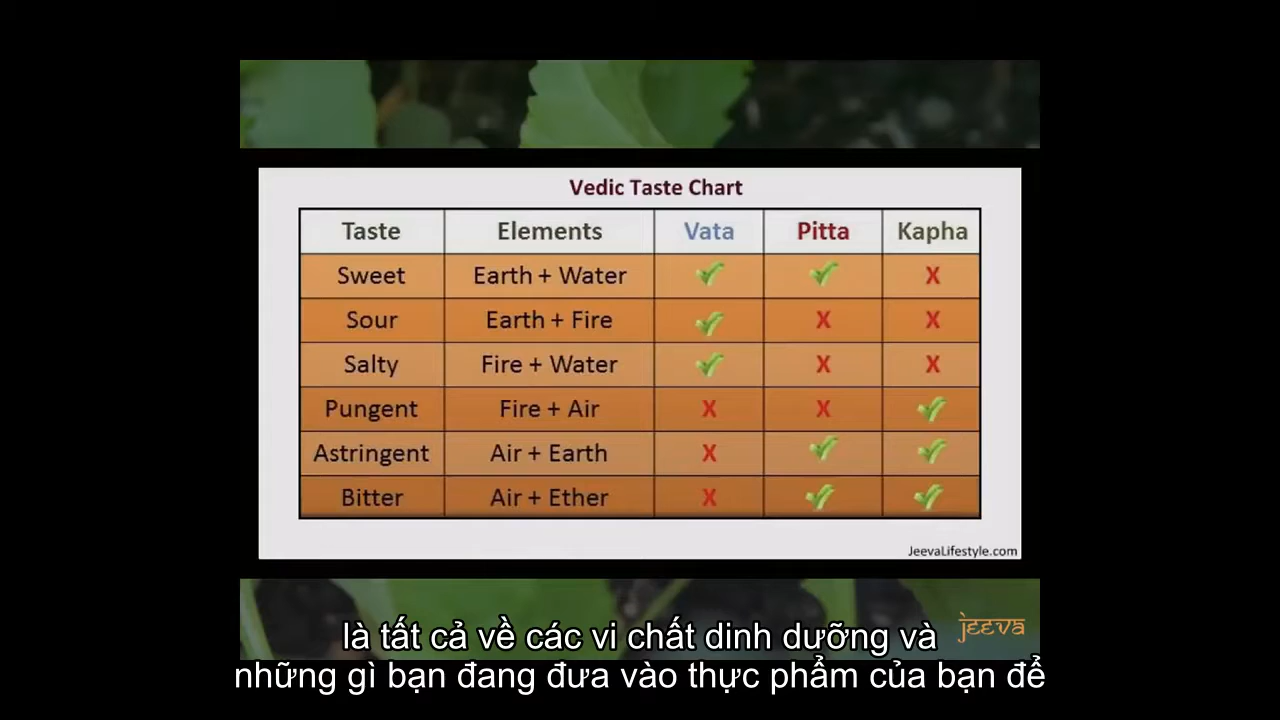 Vedic Taste Chart
Taste Elements Vata Pitta Kapha
Sweet Earth + Water ✓ ✓ X
Sour Earth + Fire ✓ X X
Salty Fire + Water ✓ X X
Pungent Fire + Air X X ✓
Astringent Air + Earth X ✓ ✓
Bitter Air + Ether X ✓ ✓
JeevaLifestyle.com
jeeva
là tất cả về các vi chất dinh dưỡng và
những gì bạn đang đưa vào thực phẩm của bạn để